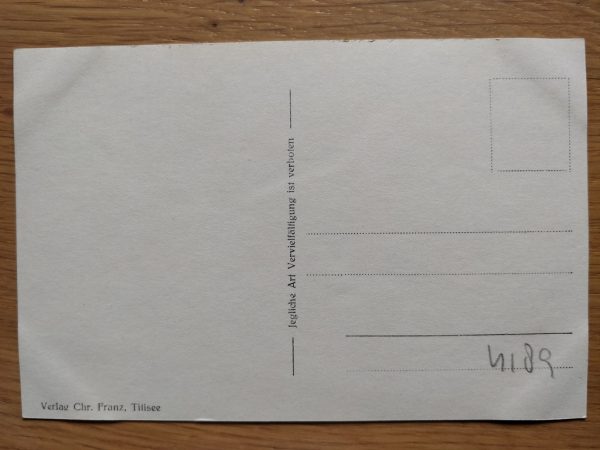 Jegliche Art Vervielfältigung ist verboten
4189
Verlag Chr. Franz, Titisee